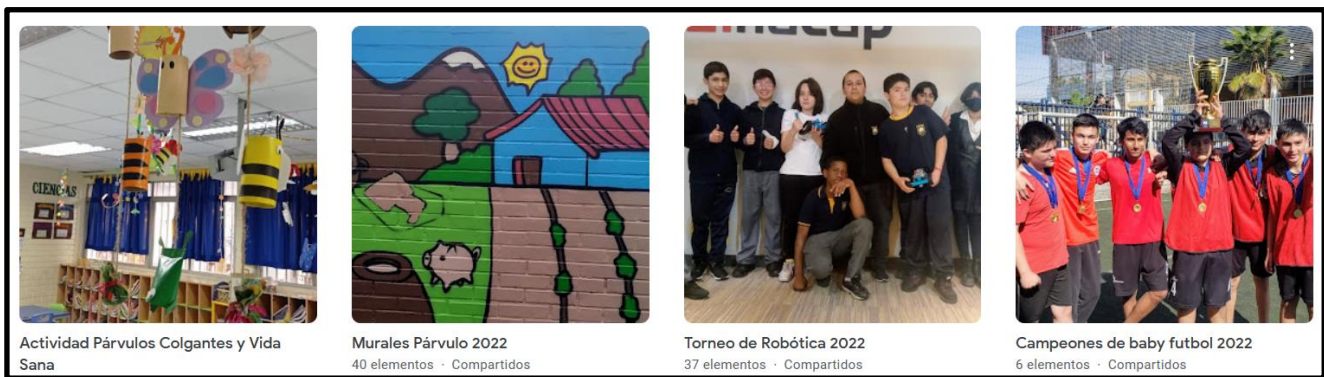 CIENCIAS
inacap
Actividad Párvulos Colgantes y Vida
Sana
Murales Párvulo 2022
40 elementos · Compartidos
Torneo de Robótica 2022
37 elementos · Compartidos
Campeones de baby futbol 2022
6 elementos · Compartidos